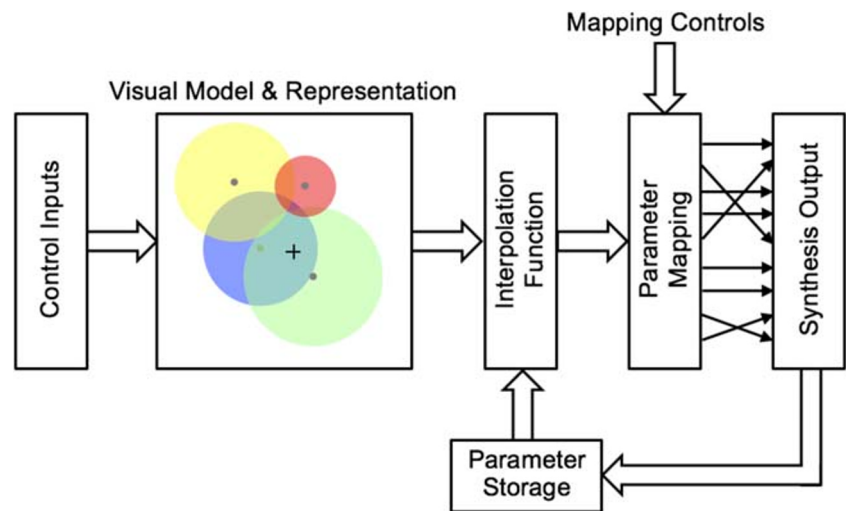 Mapping Controls
Visual Model & Representation
Control Inputs
Interpolation
Function
Parameter
Mapping
Synthesis Output
Parameter
Storage